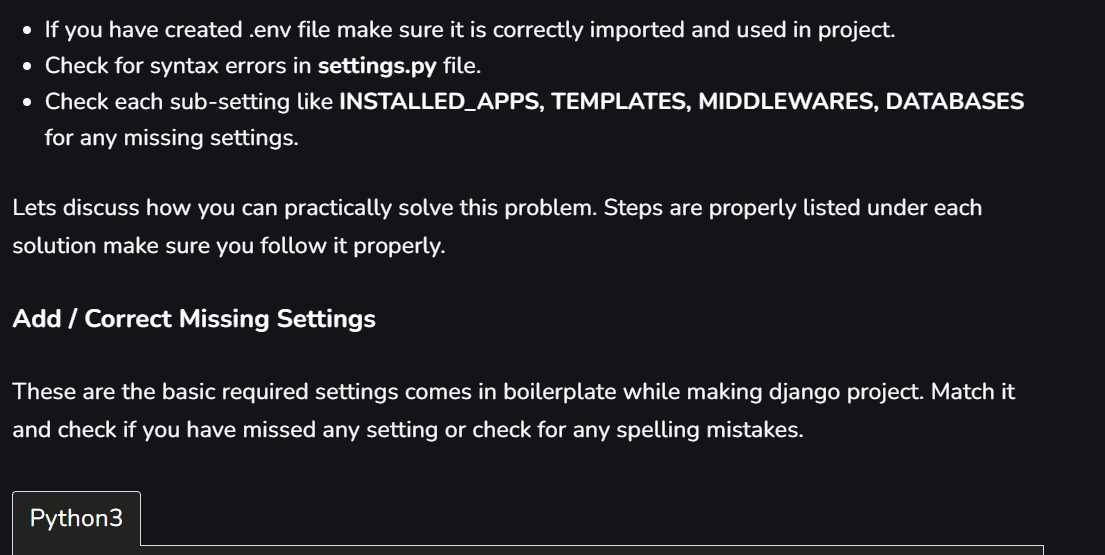 If you have created .env file make sure it is correctly imported and used in project.
Check for syntax errors in settings.py file.
Check each sub-setting like INSTALLED_APPS, TEMPLATES, MIDDLEWARES, DATABASES
for any missing settings.
Lets discuss how you can practically solve this problem. Steps are properly listed under each
solution make sure you follow it properly.
Add / Correct Missing Settings
These are the basic required settings comes in boilerplate while making django project. Match it
and check if you have missed any setting or check for any spelling mistakes.
Python3